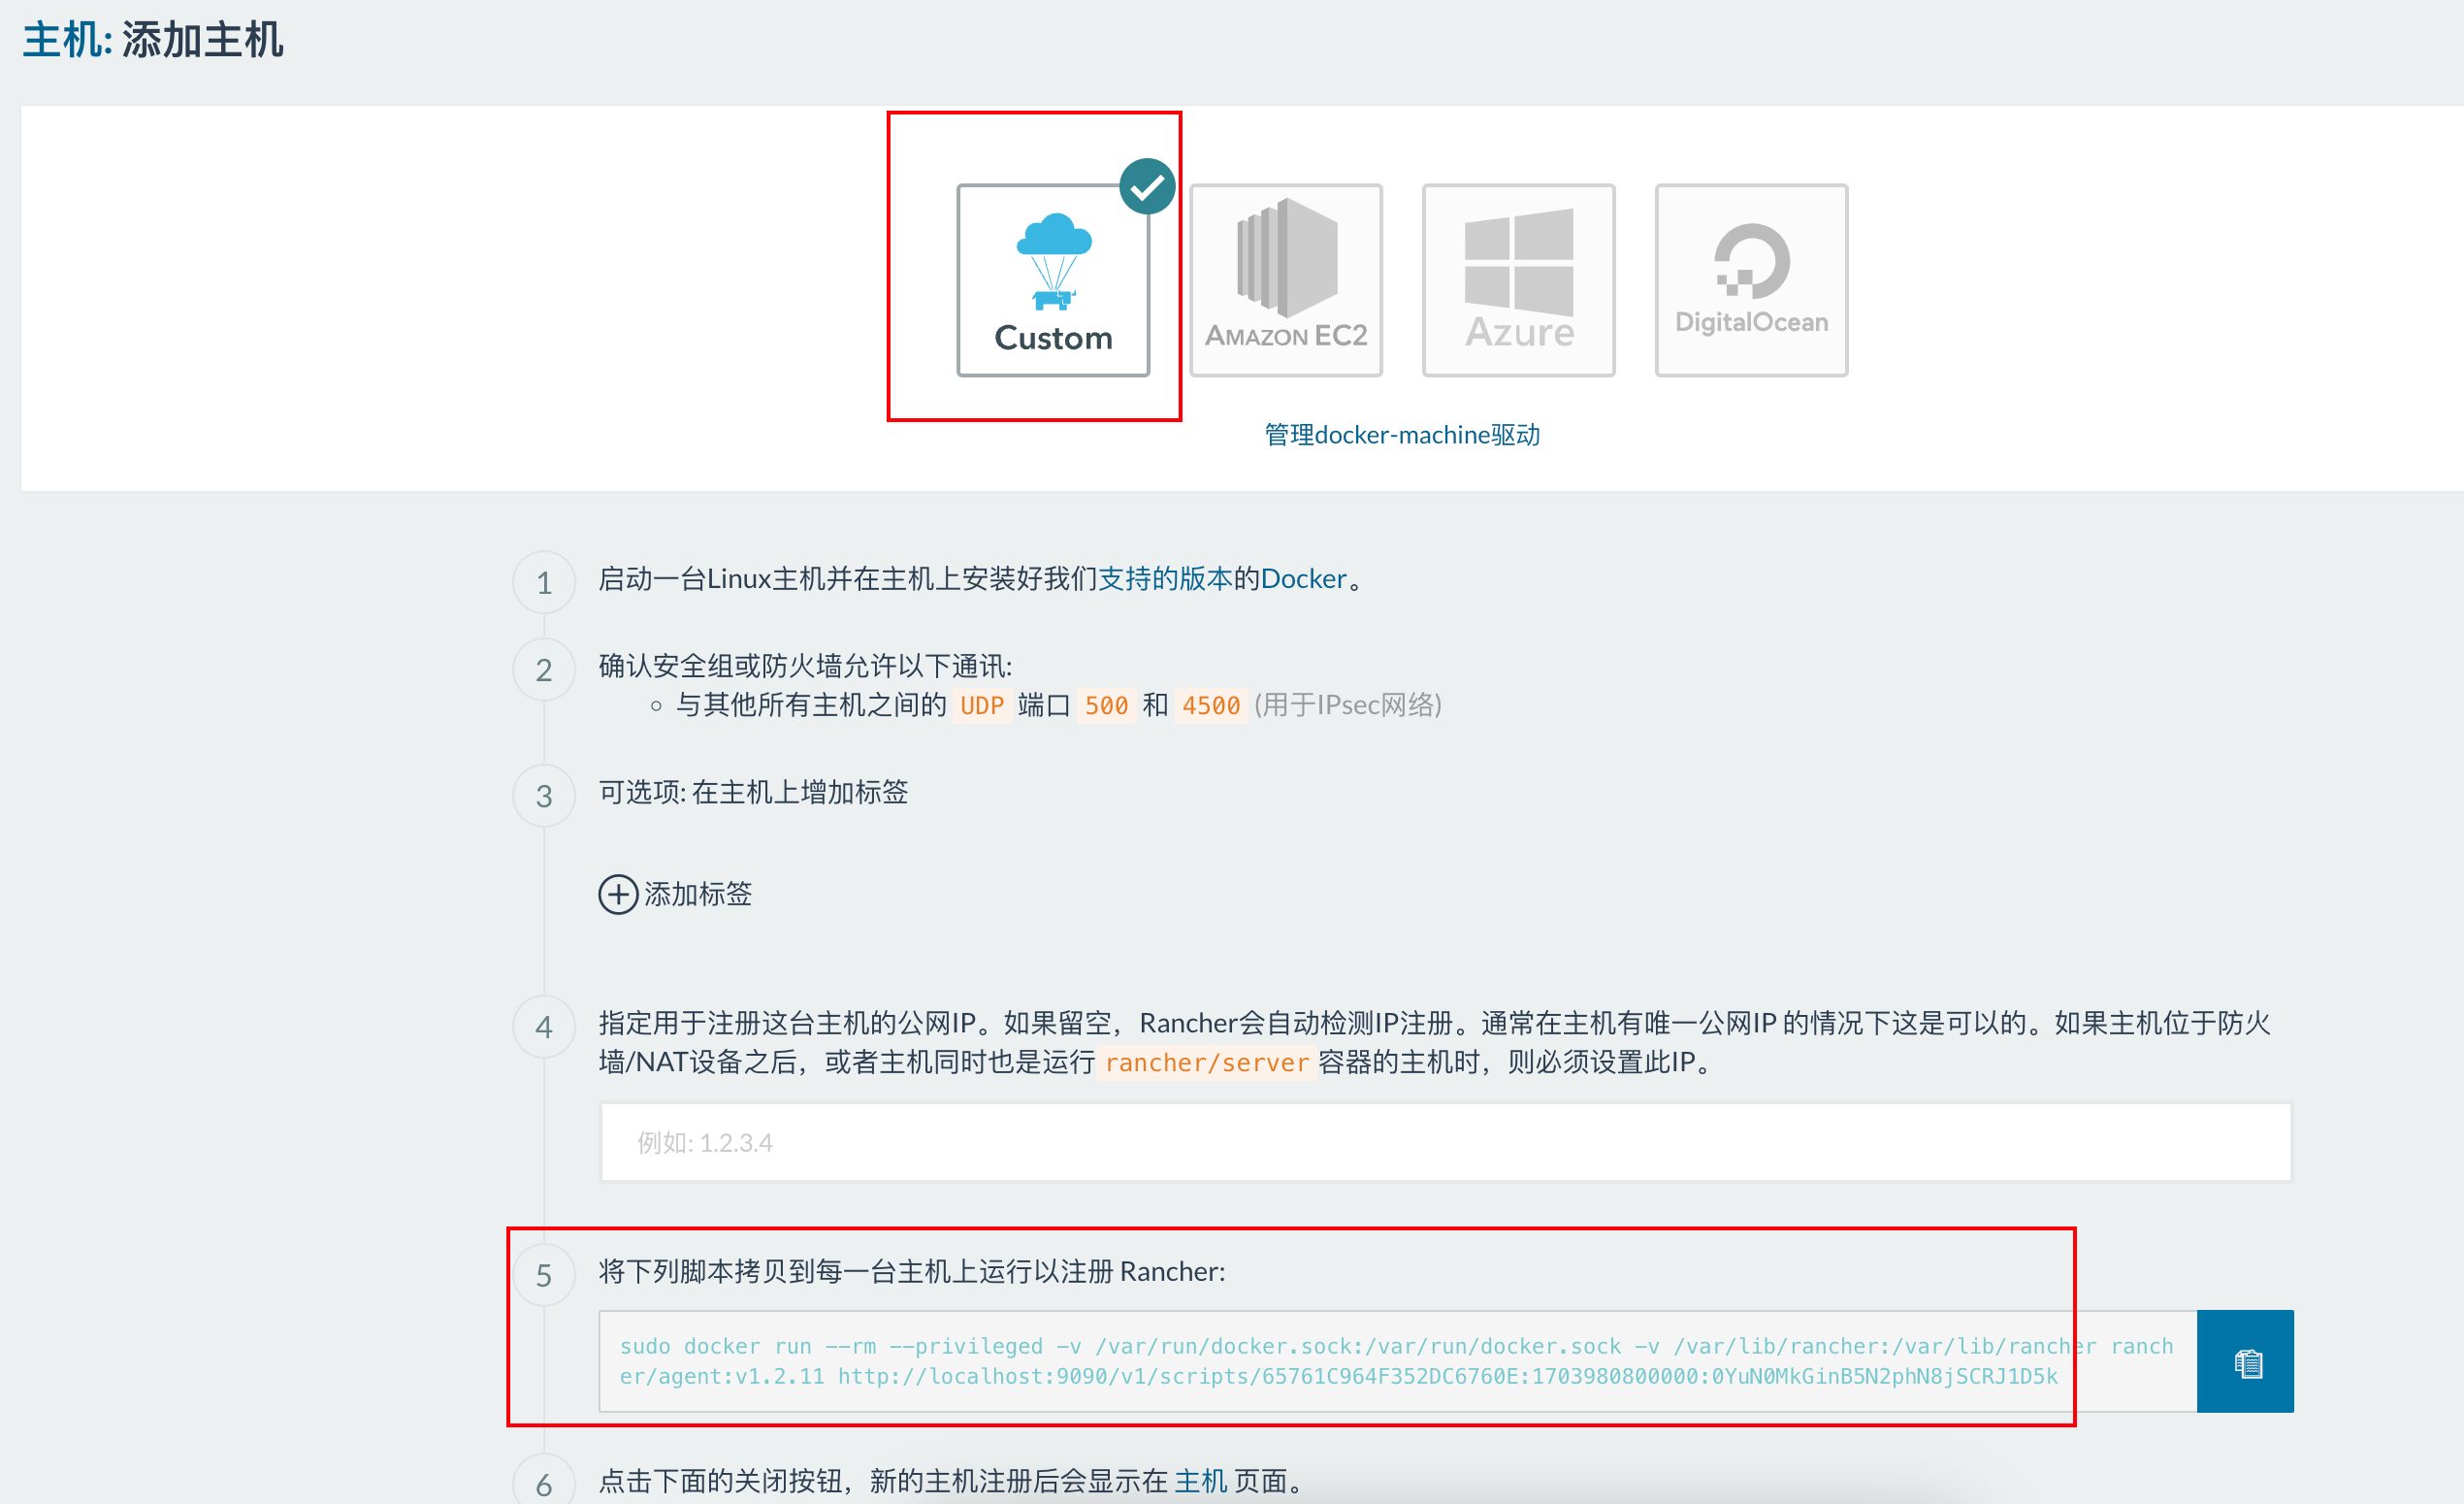 主机: 添加主机
Custom
AMAZON EC2
Azure
DigitalOcean
管理docker-machine驱动
1
启动一台Linux主机并在主机上安装好我们支持的版本的Docker。
2
确认安全组或防火墙允许以下通讯:
与其他所有主机之间的 UDP 端口 500 和 4500 (用于IPsec网络)
3
可选项: 在主机上增加标签
添加标签
4
指定用于注册这台主机的公网IP。如果留空，Rancher会自动检测IP注册。通常在主机有唯一公网IP 的情况下这是可以的。如果主机位于防火
墙/NAT设备之后，或者主机同时也是运行 rancher/server 容器的主机时，则必须设置此IP。
例如: 1.2.3.4
5
将下列脚本拷贝到每一台主机上运行以注册 Rancher:
sudo docker run --rm --privileged -v /var/run/docker.sock:/var/run/docker.sock -v /var/lib/rancher:/var/lib/rancher ranch
er/agent:v1.2.11 http://localhost:9090/v1/scripts/65761C964F352DC6760E:1703980800000:0YuN0MkGinB5N2phN8jSCRJ1D5k
6
点击下面的关闭按钮，新的主机注册后会显示在 主机 页面。